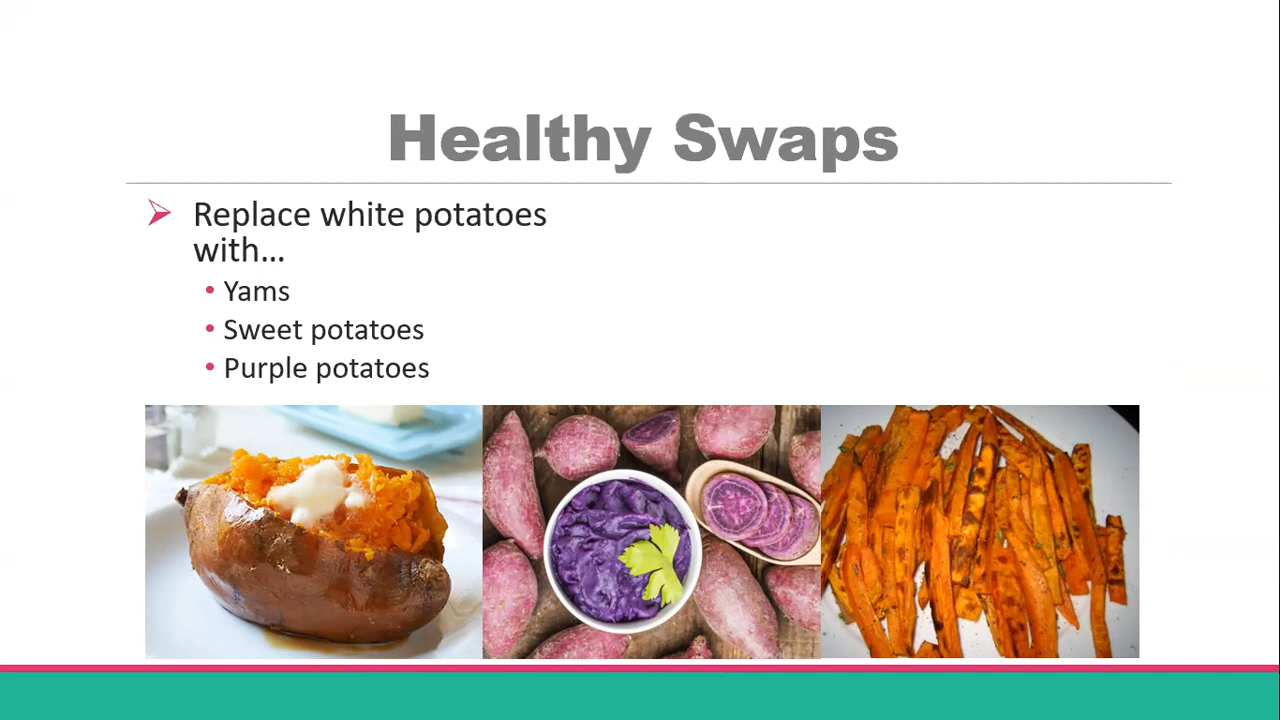 Healthy Swaps
➢ Replace white potatoes
with...
• Yams
• Sweet potatoes
• Purple potatoes